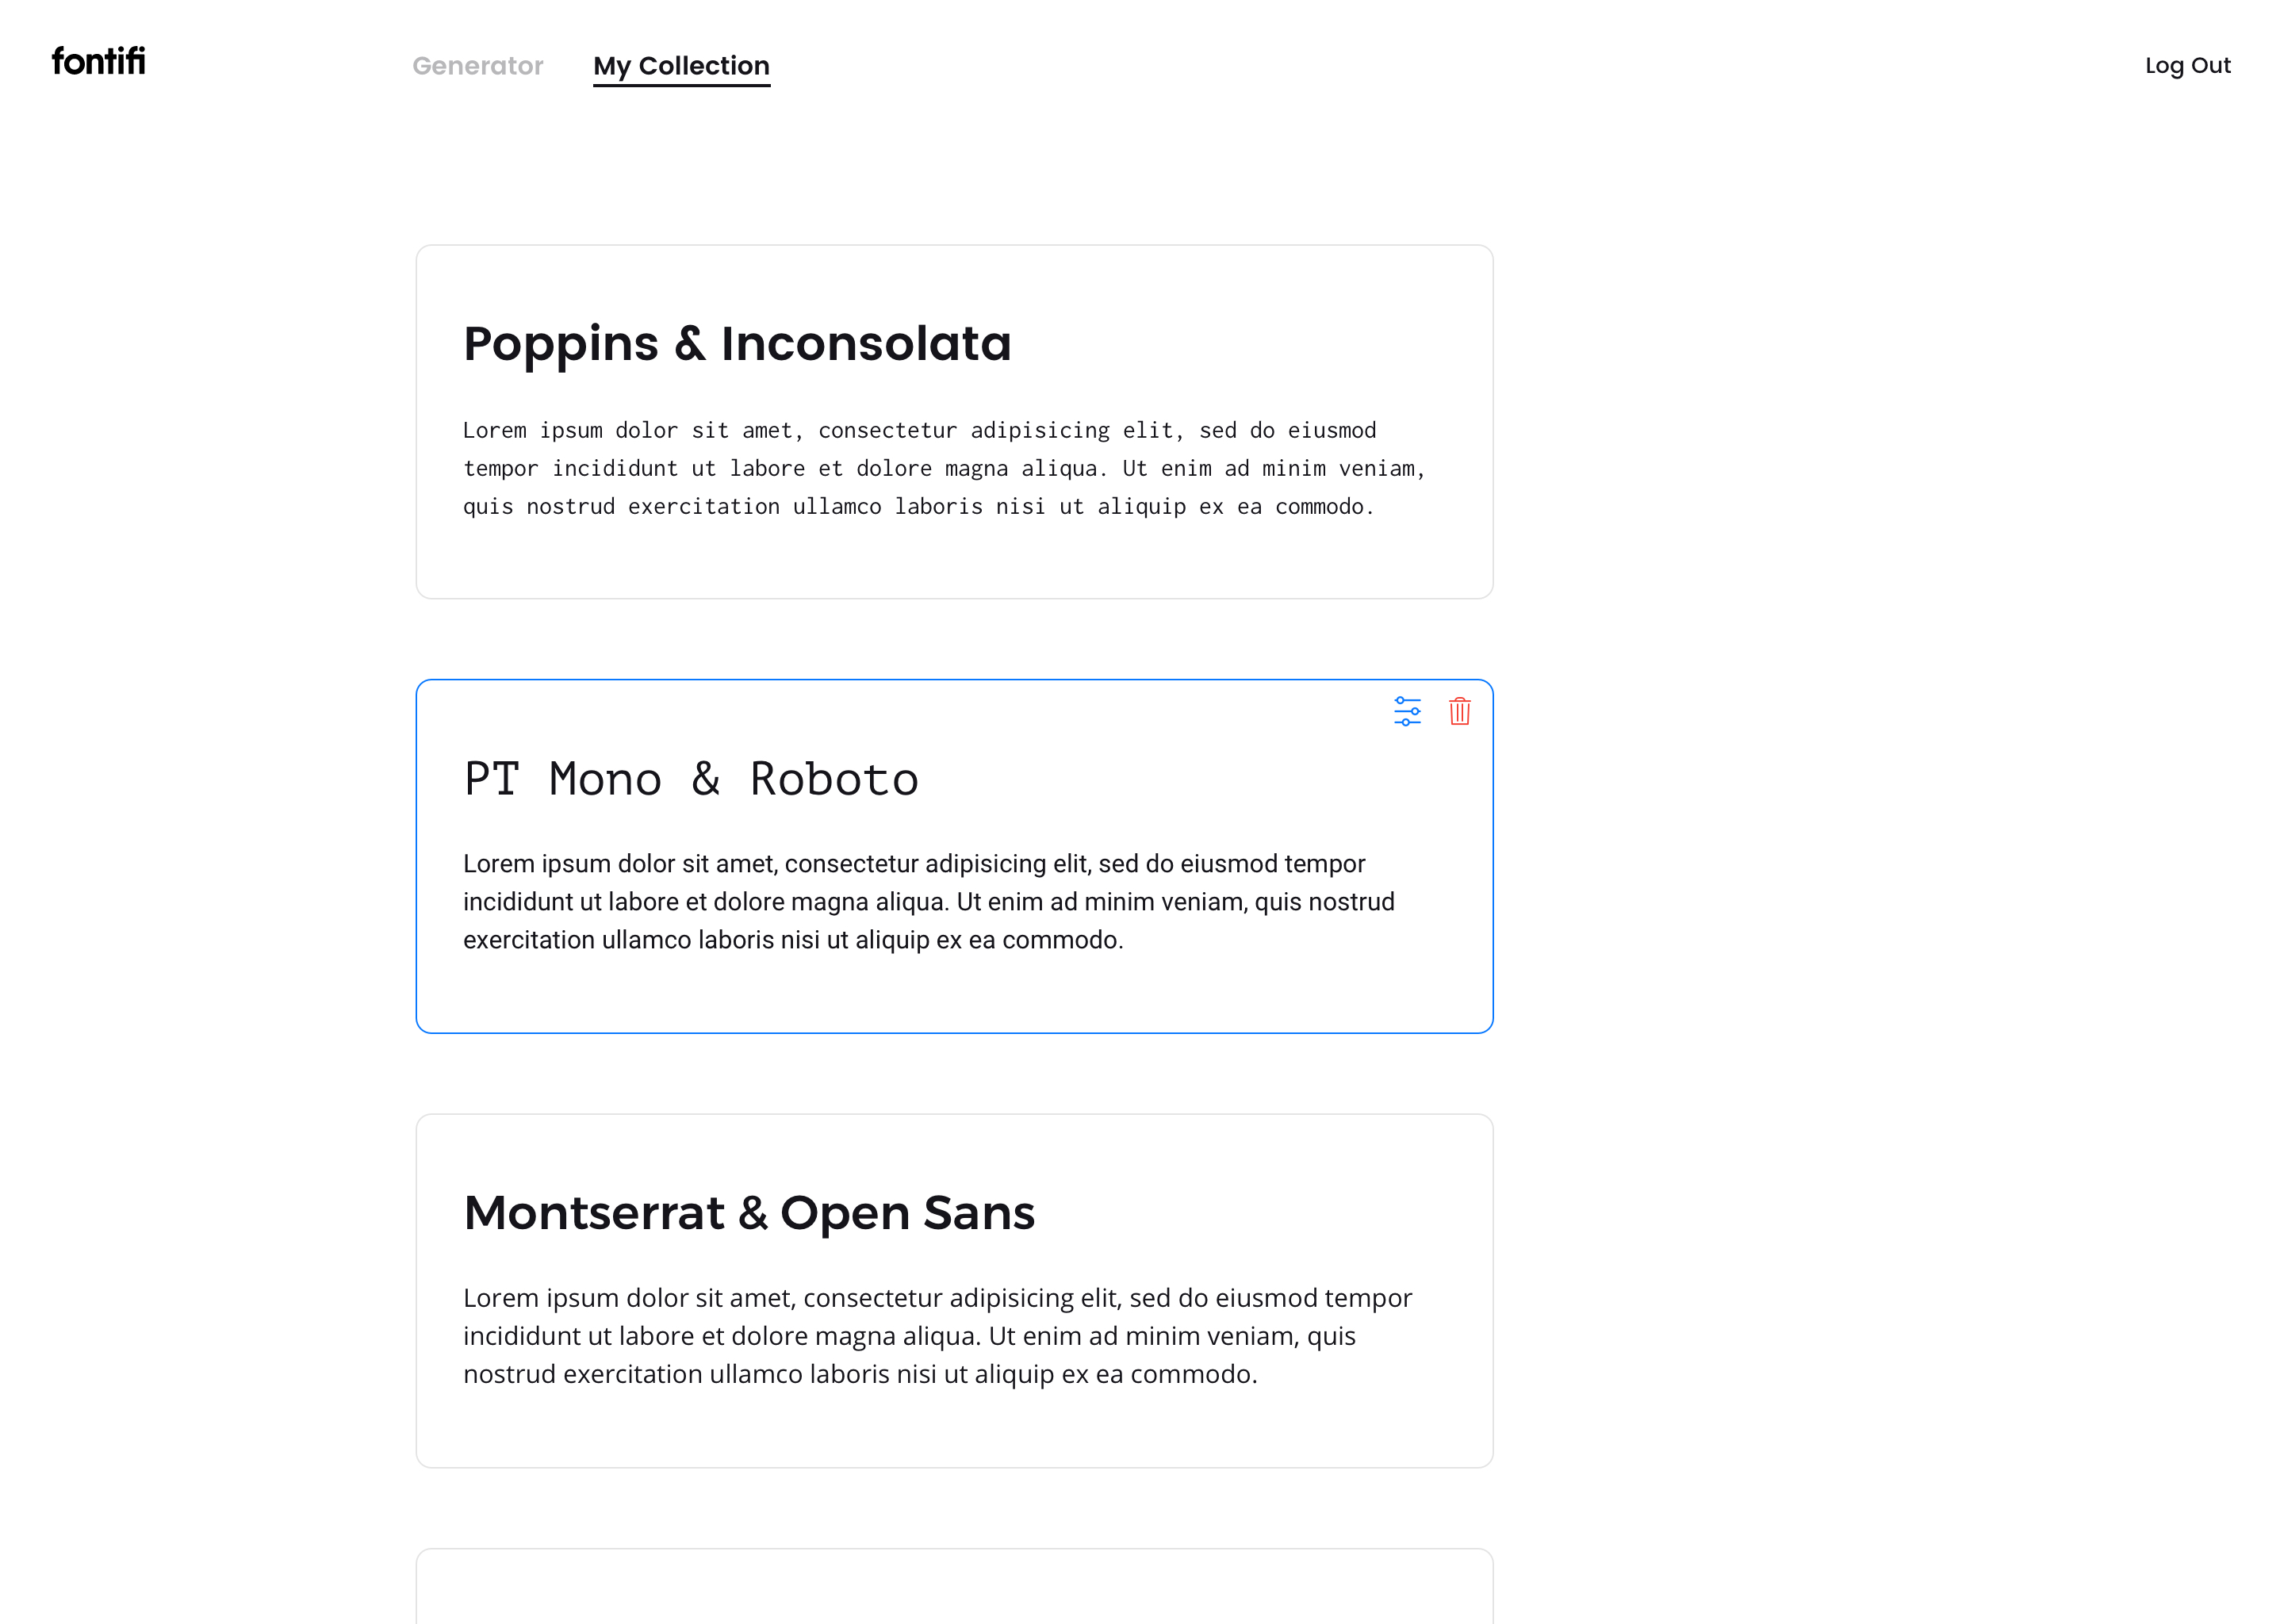 fontifi
Generator
My Collection
Log Out
Poppins & Inconsolata
Lorem ipsum dolor sit amet, consectetur adipisicing elit, sed do eiusmod
tempor incididunt ut labore et dolore magna aliqua. Ut enim ad minim veniam,
quis nostrud exercitation ullamco laboris nisi ut aliquip ex ea commodo.
PT Mono & Roboto
Lorem ipsum dolor sit amet, consectetur adipisicing elit, sed do eiusmod tempor
incididunt ut labore et dolore magna aliqua. Ut enim ad minim veniam, quis nostrud
exercitation ullamco laboris nisi ut aliquip ex ea commodo.
Montserrat & Open Sans
Lorem ipsum dolor sit amet, consectetur adipisicing elit, sed do eiusmod tempor
incididunt ut labore et dolore magna aliqua. Ut enim ad minim veniam, quis
nostrud exercitation ullamco laboris nisi ut aliquip ex ea commodo.